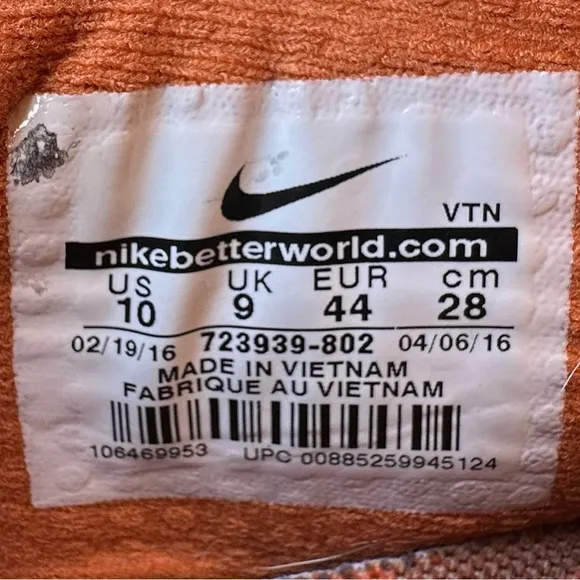 VTN
nikebetterworld.com
US UK EUR cm
10 9 44 28
02/19/16 723939-802 04/06/16
MADE IN VIETNAM
FABRIQUE AU VIETNAM
106469953 UPC 00885259945124